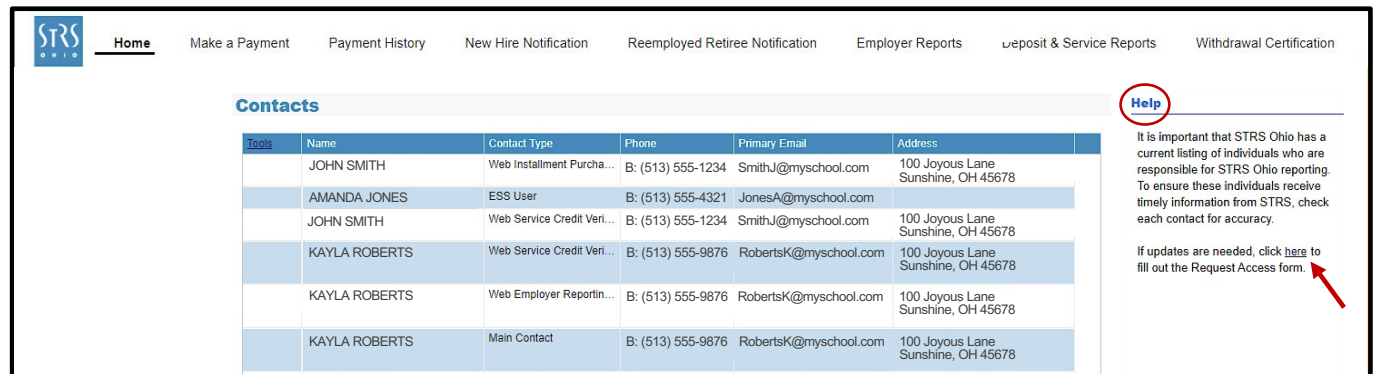 STRS
OHIO
Home Make a Payment Payment History New Hire Notification Reemployed Retiree Notification Employer Reports Deposit & Service Reports Withdrawal Certification
Contacts
Tools Name Contact Type Phone Primary Email Address
JOHN SMITH Web Installment Purcha... B: (513) 555-1234 SmithJ@myschool.com 100 Joyous Lane
Sunshine, OH 45678
AMANDA JONES ESS User B: (513) 555-4321 JonesA@myschool.com
JOHN SMITH Web Service Credit Veri... B: (513) 555-1234 SmithJ@myschool.com 100 Joyous Lane
Sunshine, OH 45678
KAYLA ROBERTS Web Service Credit Veri... B: (513) 555-9876 RobertsK@myschool.com 100 Joyous Lane
Sunshine, OH 45678
KAYLA ROBERTS Web Employer Reportin... B: (513) 555-9876 RobertsK@myschool.com 100 Joyous Lane
Sunshine, OH 45678
KAYLA ROBERTS Main Contact B: (513) 555-9876 RobertsK@myschool.com 100 Joyous Lane
Sunshine, OH 45678
Help
It is important that STRS Ohio has a
current listing of individuals who are
responsible for STRS Ohio reporting.
To ensure these individuals receive
timely information from STRS, check
each contact for accuracy.
If updates are needed, click here to
fill out the Request Access form.